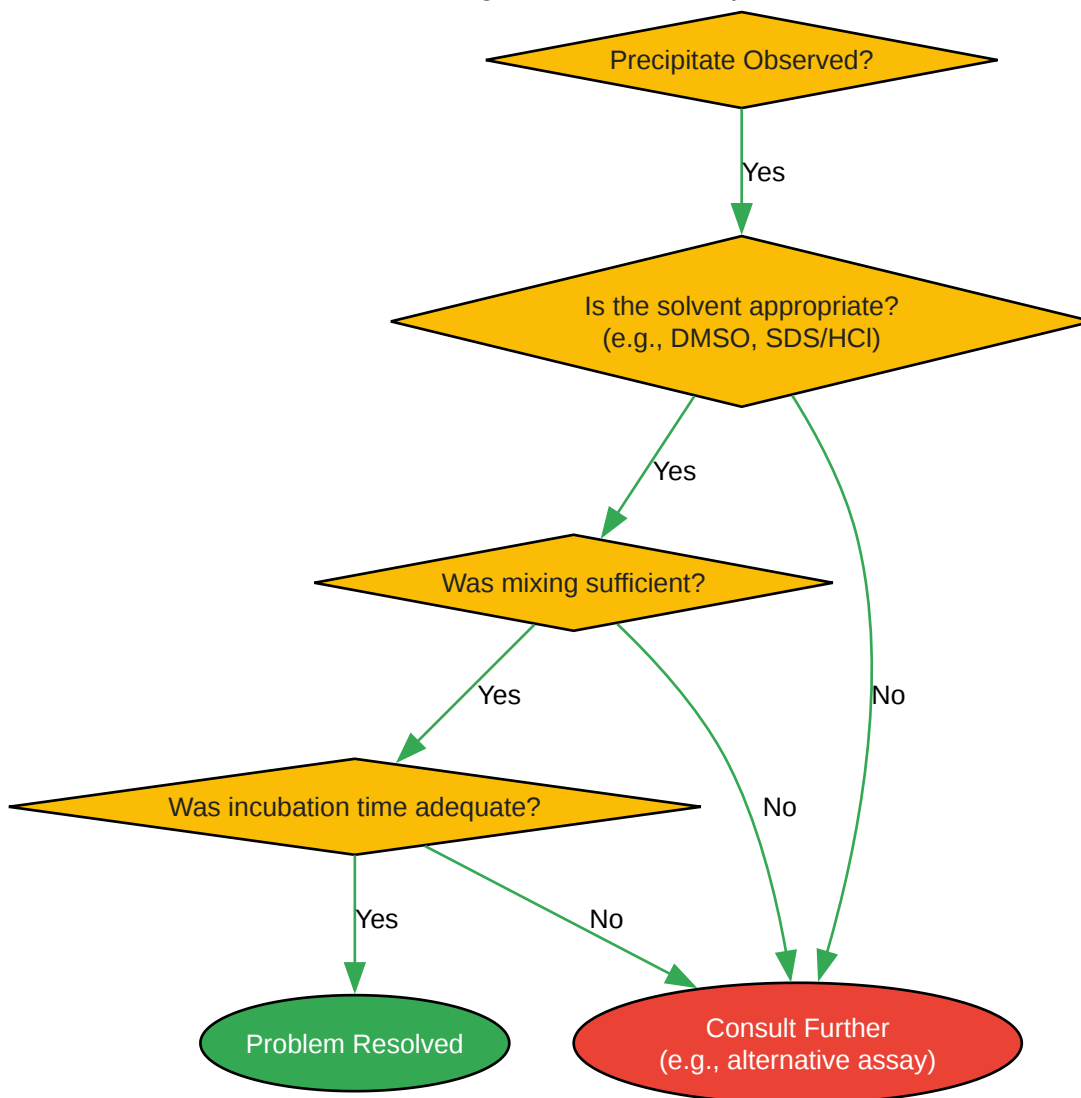 Precipitate Observed?
Yes
Is the solvent appropriate?
(e.g., DMSO, SDS/HCl)
Yes
Was mixing sufficient?
No
Yes
Was incubation time adequate?
No
Yes
No
Problem Resolved
Consult Further
(e.g., alternative assay)